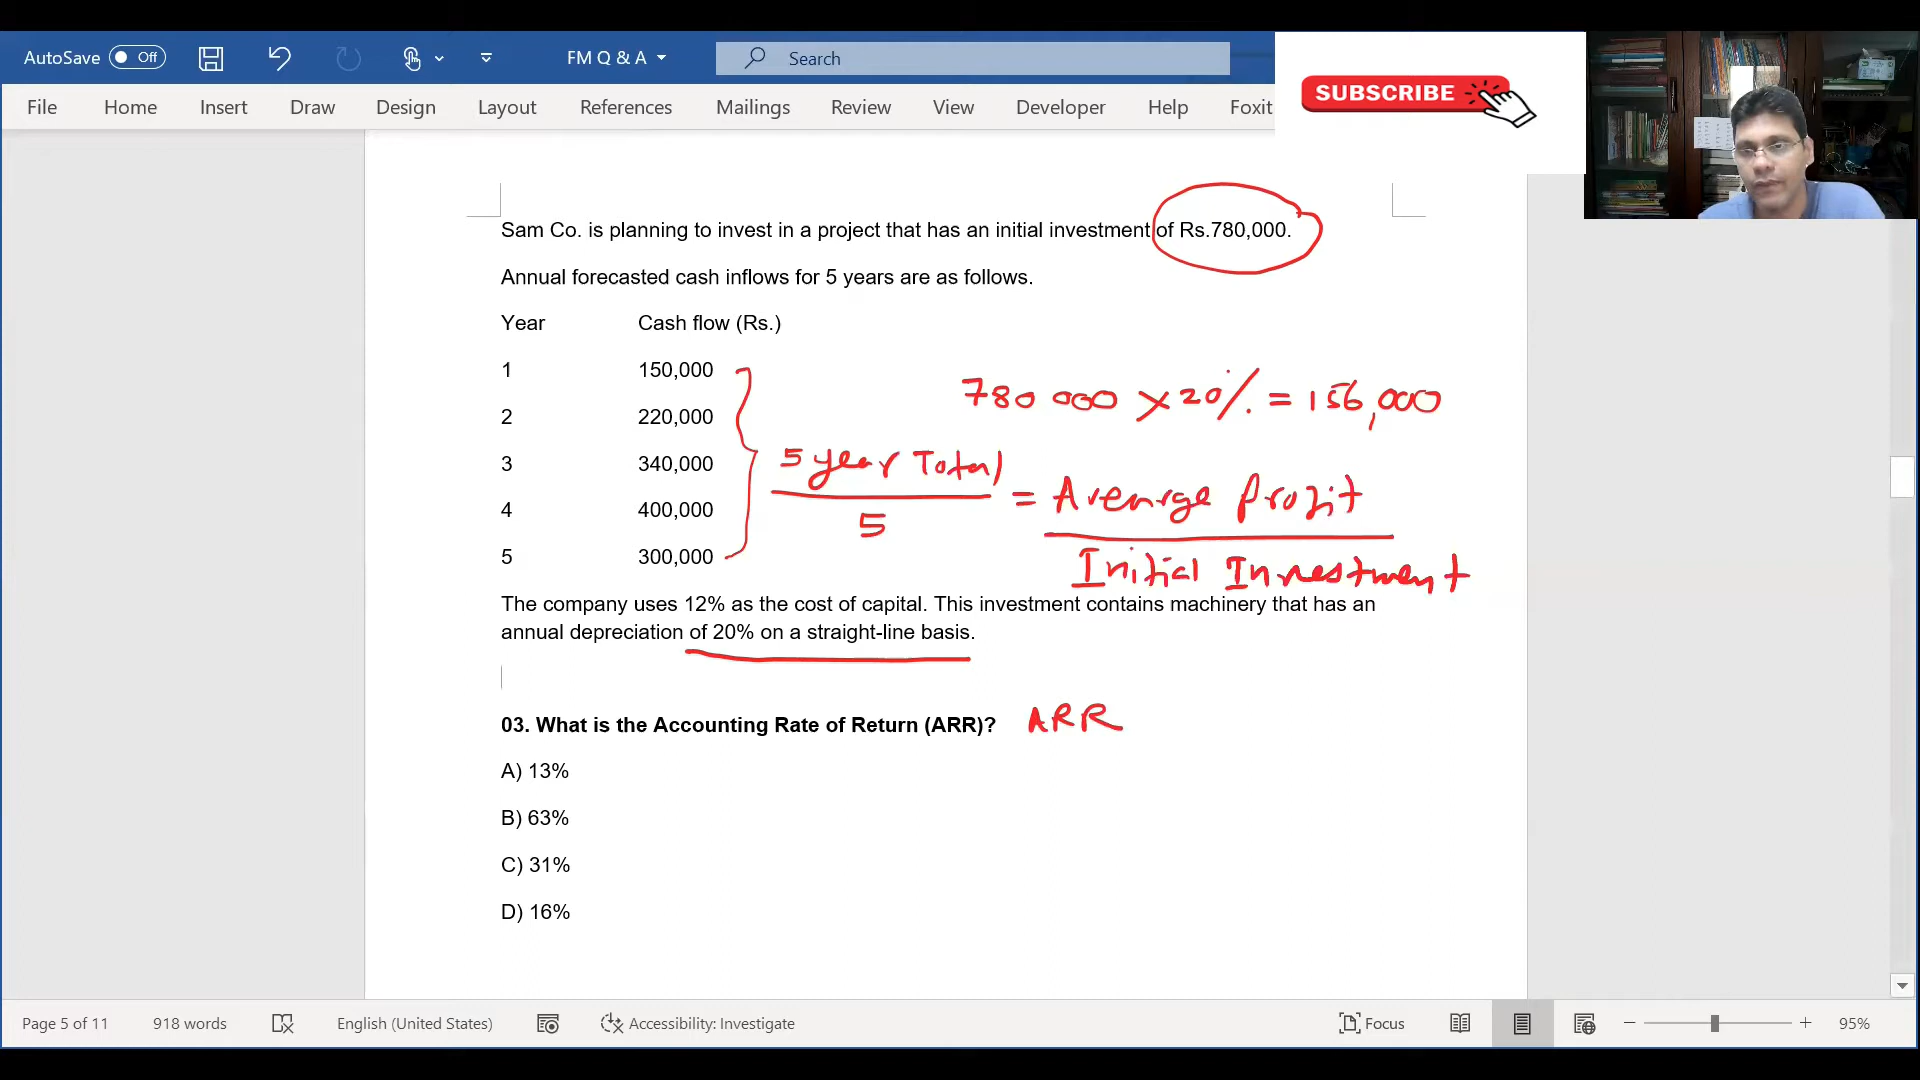 AutoSave Off FM Q & A Search
SUBSCRIBE
File Home Insert Draw Design Layout References Mailings Review View Developer Help Foxit
Sam Co. is planning to invest in a project that has an initial investment of Rs.780,000.
Annual forecasted cash inflows for 5 years are as follows.
Year Cash flow (Rs.)
1 150,000
780 000 × 20% = 156,000
2 220,000
3 340,000
5 year Total
= Average Profit
4 400,000
5
5 300,000
Initial Investment
The company uses 12% as the cost of capital. This investment contains machinery that has an
annual depreciation of 20% on a straight-line basis.
03. What is the Accounting Rate of Return (ARR)? ARR
A) 13%
B) 63%
C) 31%
D) 16%
Page 5 of 11 918 words English (United States) Accessibility: Investigate Focus 95%